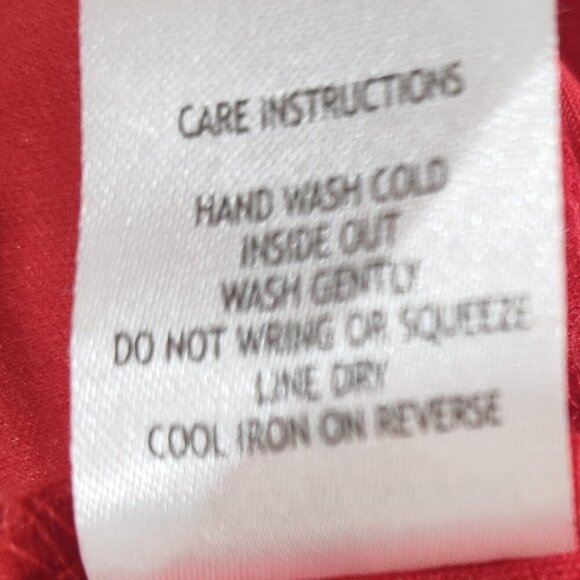 CARE INSTRUCTIONS
HAND WASH COLD
INSIDE OUT
WASH GENTLY
DO NOT WRING OR SQUEEZE
LINE DRY
COOL IRON ON REVERSE